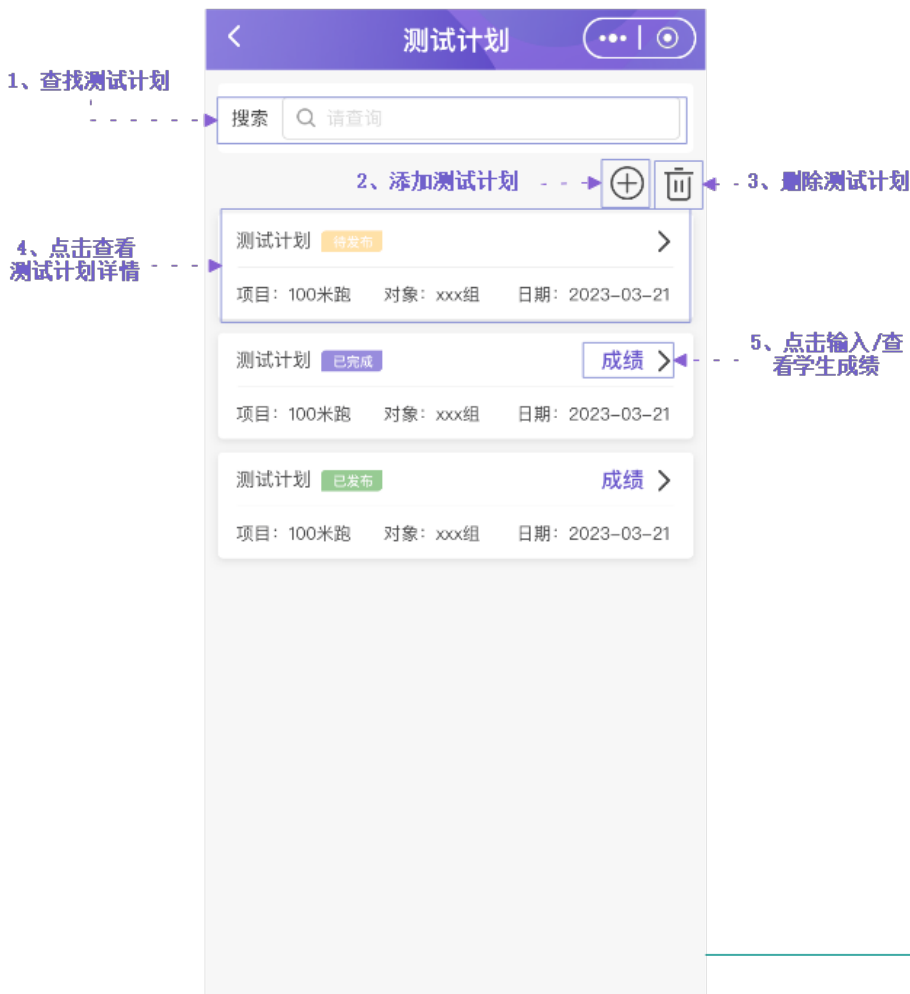 测试计划
1、查找测试计划
搜索 请查询
2、添加测试计划
3、删除测试计划
4、点击查看
测试计划详情
测试计划 待发布
项目：100米跑 对象：xxx组 日期：2023-03-21
测试计划 已完成 成绩
5、点击输入/查
看学生成绩
项目：100米跑 对象：xxx组 日期：2023-03-21
测试计划 已发布 成绩
项目：100米跑 对象：xxx组 日期：2023-03-21